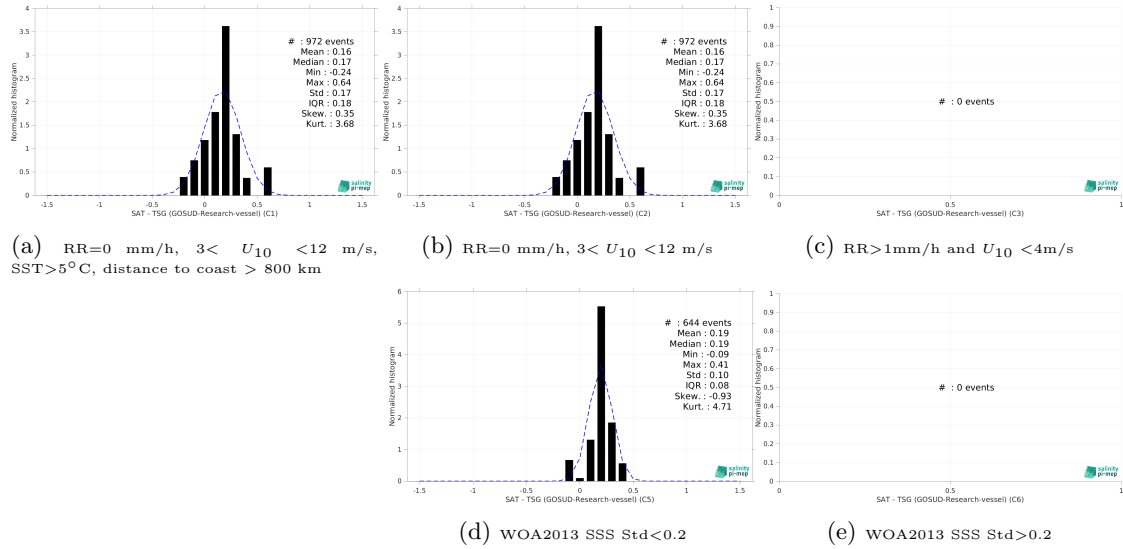 4
3.5
3
2.5
2
1.5
1
0.5
0
Normalized histogram
# : 972 events
Mean : 0.16
Median : 0.17
Min : -0.24
Max : 0.64
Std : 0.17
IQR : 0.18
Skew. : 0.35
Kurt. : 3.68
salinity
pi-mep
-1.5 -1 -0.5 0 0.5 1 1.5
SAT - TSG (GOSUD-Research-vessel) (C1)
(a) RR=0 mm/h, 3< U10 <12 m/s,
SST>5°C, distance to coast > 800 km
4
3.5
3
2.5
2
1.5
1
0.5
0
Normalized histogram
# : 972 events
Mean : 0.16
Median : 0.17
Min : -0.24
Max : 0.64
Std : 0.17
IQR : 0.18
Skew. : 0.35
Kurt. : 3.68
salinity
pi-mep
-1.5 -1 -0.5 0 0.5 1 1.5
SAT - TSG (GOSUD-Research-vessel) (C2)
(b) RR=0 mm/h, 3< U10 <12 m/s
1
0.9
0.8
0.7
0.6
0.5
0.4
0.3
0.2
0.1
0
Normalized histogram
# : 0 events
salinity
pi-mep
0 0.5 1
SAT - TSG (GOSUD-Research-vessel) (C3)
(c) RR>1mm/h and U10 <4m/s
6
5
4
3
2
1
0
Normalized histogram
# : 644 events
Mean : 0.19
Median : 0.19
Min : -0.09
Max : 0.41
Std : 0.10
IQR : 0.08
Skew. : -0.93
Kurt. : 4.71
salinity
pi-mep
-1.5 -1 -0.5 0 0.5 1 1.5
SAT - TSG (GOSUD-Research-vessel) (C5)
(d) WOA2013 SSS Std<0.2
1
0.9
0.8
0.7
0.6
0.5
0.4
0.3
0.2
0.1
0
Normalized histogram
# : 0 events
salinity
pi-mep
0 0.5 1
SAT - TSG (GOSUD-Research-vessel) (C6)
(e) WOA2013 SSS Std>0.2